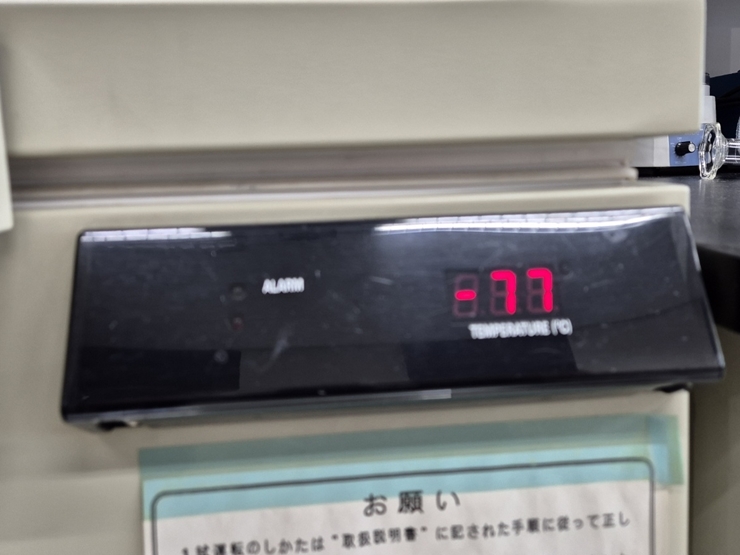 ALARM
-77
TEMPERATURE (℃)
お願い
1.試運転のしかたは"取扱説明書"に記された手順に従って正し